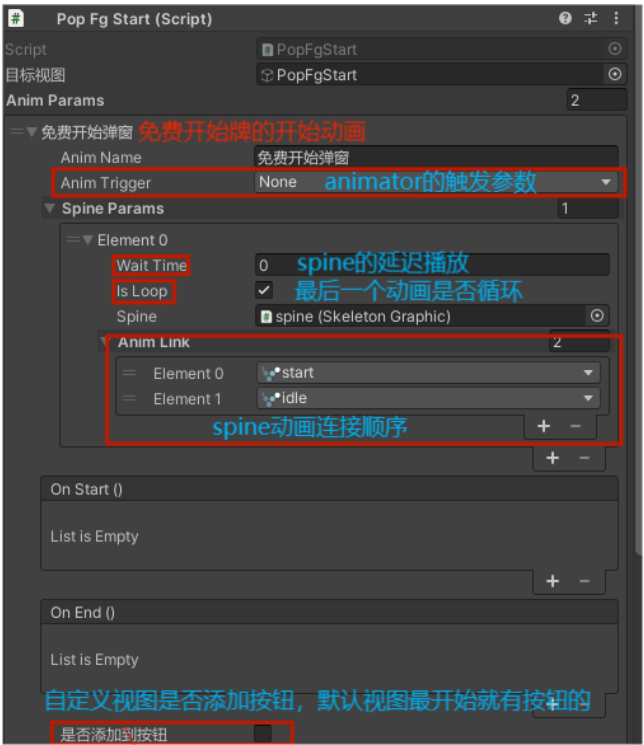 # Pop Fg Start (Script)
Script # PopFgStart
目标视图 PopFgStart
Anim Params 2
免费开始弹窗 免费开始牌的开始动画
Anim Name 免费开始弹窗
Anim Trigger None animator的触发参数
Spine Params 1
Element 0
Wait Time 0 spine的延迟播放
Is Loop 最后一个动画是否循环
Spine # spine (Skeleton Graphic)
Anim Link 2
Element 0 start
Element 1 idle
spine动画连接顺序 + −
+ −
On Start ()
List is Empty
+ −
On End ()
List is Empty
自定义视图是否添加按钮，默认视图最开始就有按钮的 + −
是否添加到按钮